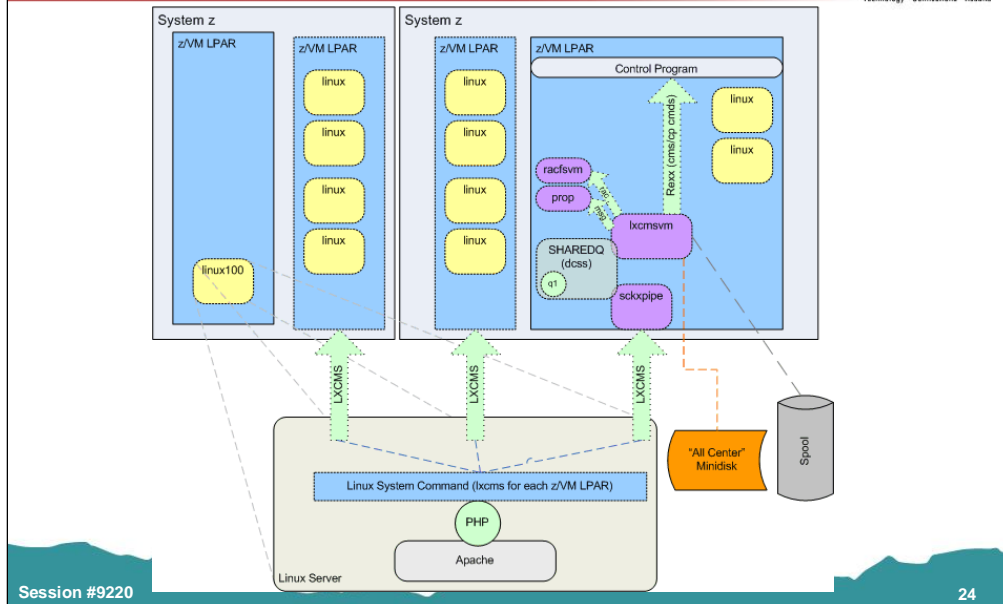 System z
System z
z/VM LPAR
z/VM LPAR
z/VM LPAR
z/VM LPAR
Control Program
linux
linux
linux
linux
linux
linux
linux
linux
linux
linux
Rexx (cms/cp cmds)
racfsvm
rac
prop
msg
lxcmsvm
SHAREDQ
(dcss)
q1
sckxpipe
linux100
LXCMS
LXCMS
LXCMS
"All Center"
Minidisk
Spool
Linux System Command (lxcms for each z/VM LPAR)
PHP
Apache
Linux Server
Session #9220
24